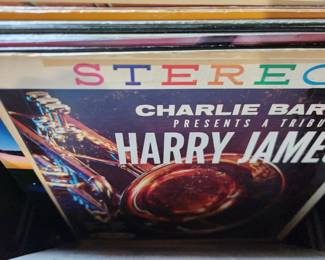 STEREO
CHARLIE BAR
PRESENTS A TRIBU
HARRY JAME